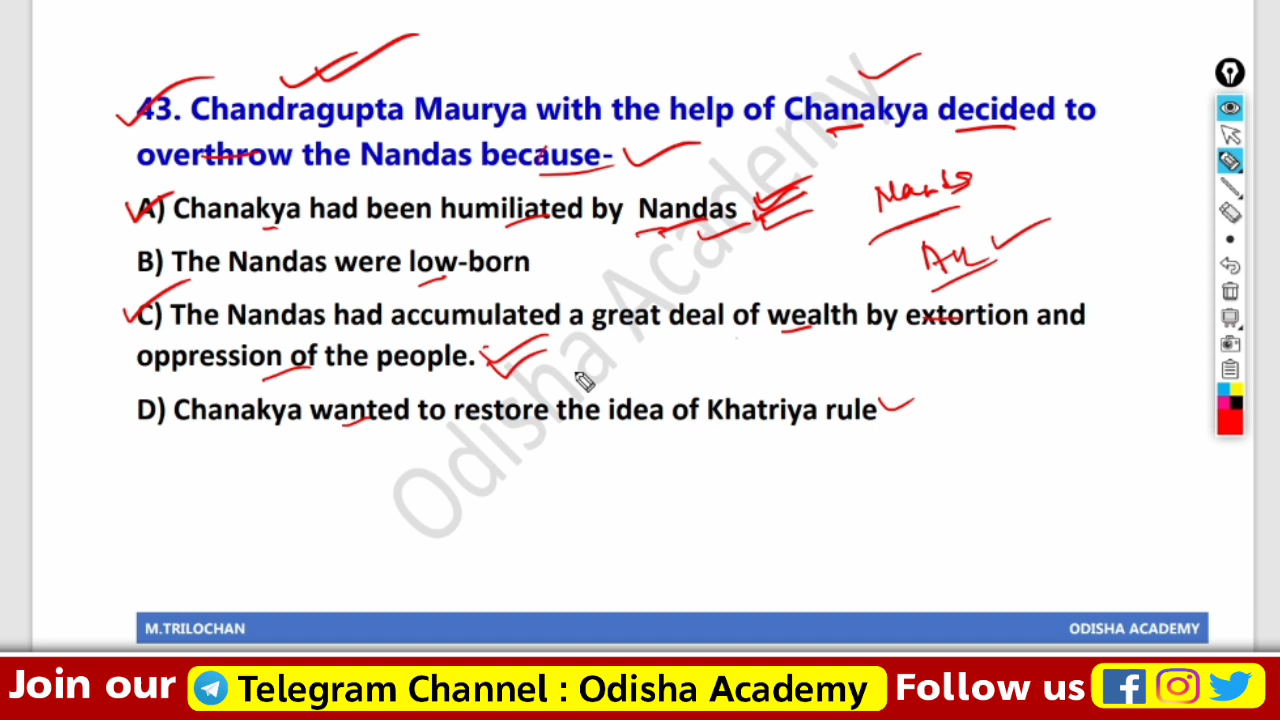 43. Chandragupta Maurya with the help of Chanakya decided to
overthrow the Nandas because-
A) Chanakya had been humiliated by Nandas
B) The Nandas were low-born
C) The Nandas had accumulated a great deal of wealth by extortion and
oppression of the people.
D) Chanakya wanted to restore the idea of Khatriya rule
Nanda
Odisha Academy
M.TRILOCHAN
ODISHA ACADEMY
Join our Telegram Channel : Odisha Academy Follow us